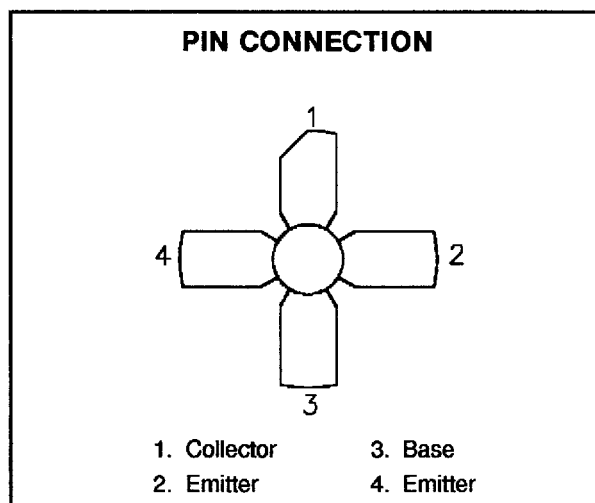 PIN CONNECTION
1
4
2
3
1. Collector 3. Base
2. Emitter 4. Emitter